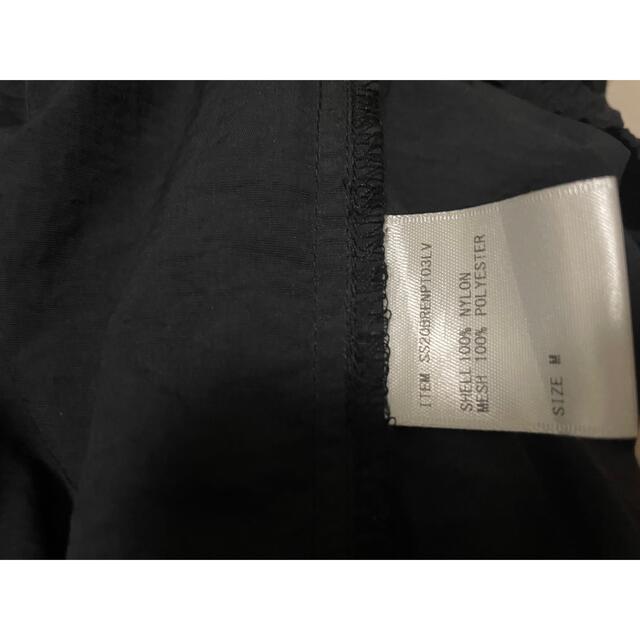 ITEM SS20BRENPT03LV
SHELL 100% NYLON
MESH 100% POLYESTER
SIZE M